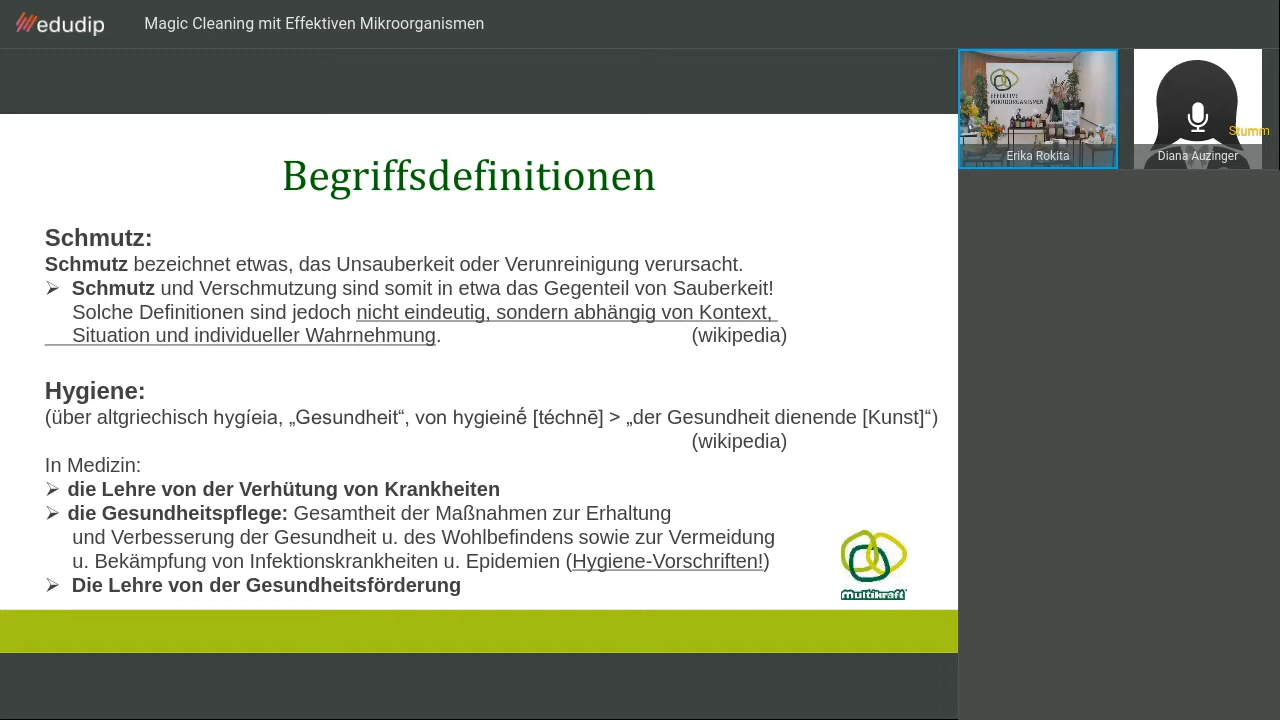 edudip
Magic Cleaning mit Effektiven Mikroorganismen
EFFEKTIVE
MIKROORGANISMEN
Erika Rokita
Stumm
Diana Auzinger
Begriffsdefinitionen
Schmutz:
Schmutz bezeichnet etwas, das Unsauberkeit oder Verunreinigung verursacht.
➢ Schmutz und Verschmutzung sind somit in etwa das Gegenteil von Sauberkeit!
Solche Definitionen sind jedoch nicht eindeutig, sondern abhängig von Kontext,
Situation und individueller Wahrnehmung. (wikipedia)
Hygiene:
(über altgriechisch hygíeia, „Gesundheit“, von hygieinḗ [téchnē] > „der Gesundheit dienende [Kunst]“)
(wikipedia)
In Medizin:
➢ die Lehre von der Verhütung von Krankheiten
➢ die Gesundheitspflege: Gesamtheit der Maßnahmen zur Erhaltung
und Verbesserung der Gesundheit u. des Wohlbefindens sowie zur Vermeidung
u. Bekämpfung von Infektionskrankheiten u. Epidemien (Hygiene-Vorschriften!)
➢ Die Lehre von der Gesundheitsförderung
multikraft